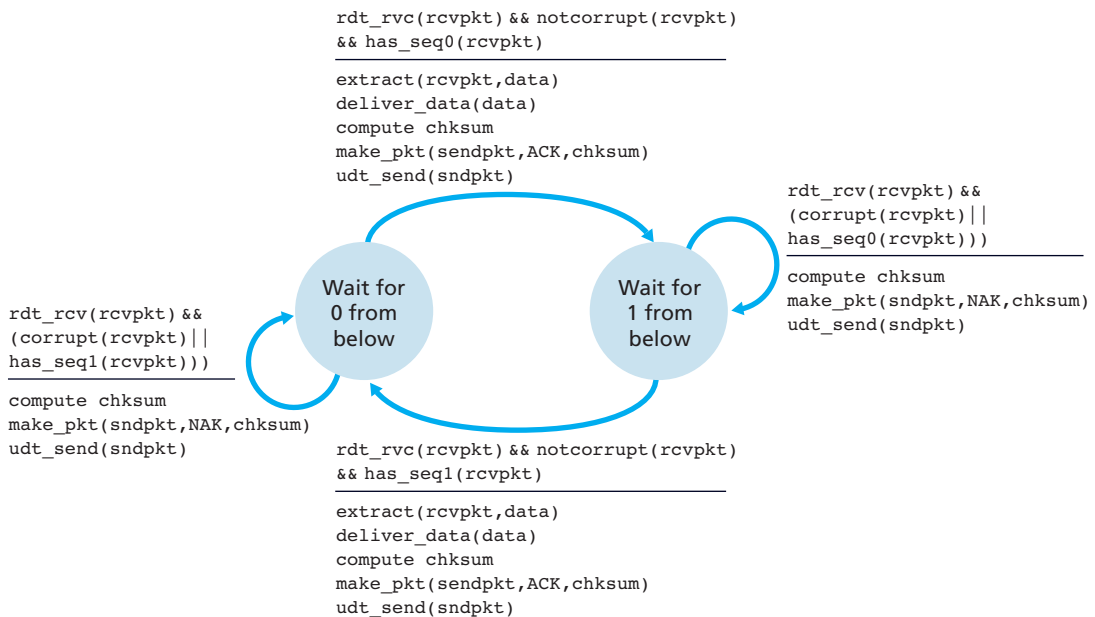 rdt_rvc(rcvpkt) && notcorrupt(rcvpkt)
&& has_seq0(rcvpkt)
extract(rcvpkt,data)
deliver_data(data)
compute chksum
make_pkt(sendpkt,ACK,chksum)
udt_send(sndpkt)
rdt_rcv(rcvpkt) &&
(corrupt(rcvpkt)||
has_seq0(rcvpkt)))
compute chksum
make_pkt(sndpkt,NAK,chksum)
udt_send(sndpkt)
Wait for
0 from
below
Wait for
1 from
below
rdt_rcv(rcvpkt) &&
(corrupt(rcvpkt)||
has_seq1(rcvpkt)))
compute chksum
make_pkt(sndpkt,NAK,chksum)
udt_send(sndpkt)
rdt_rvc(rcvpkt) && notcorrupt(rcvpkt)
&& has_seq1(rcvpkt)
extract(rcvpkt,data)
deliver_data(data)
compute chksum
make_pkt(sendpkt,ACK,chksum)
udt_send(sndpkt)